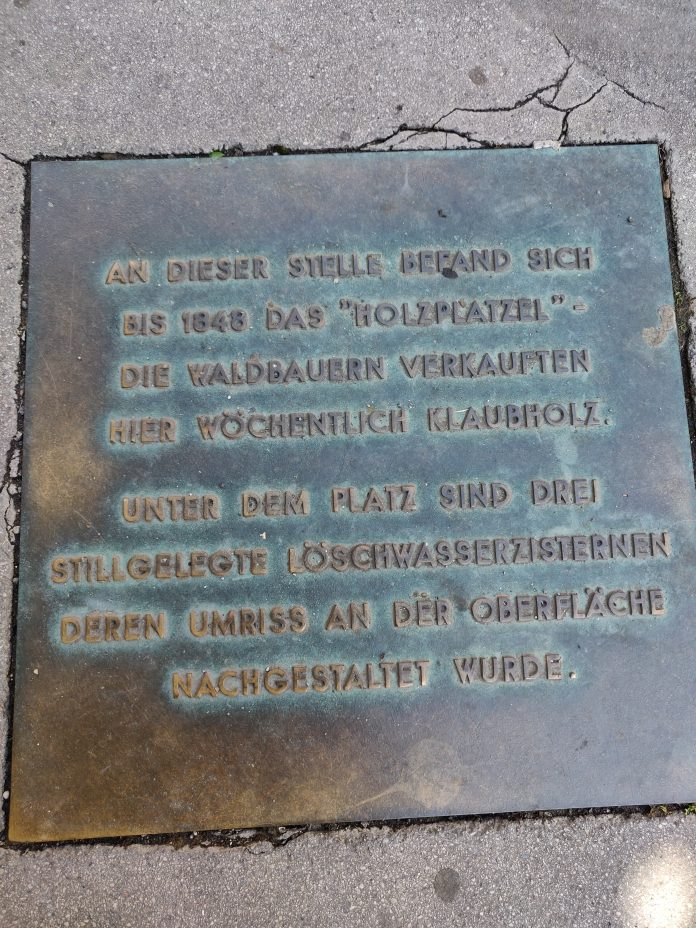 AN DIESER STELLE BEFAND SICH
BIS 1848 DAS "HOLZPLATZEL"-
DIE WALDBAUERN VERKAUFTEN
HIER WÖCHENTLICH KLAUBHOLZ.
UNTER DEM PLATZ SIND DREI
STILLGELEGTE LÖSCHWASSERZISTERNEN
DEREN UMRISS AN DER OBERFLÄCHE
NACHGESTALTET WURDE.